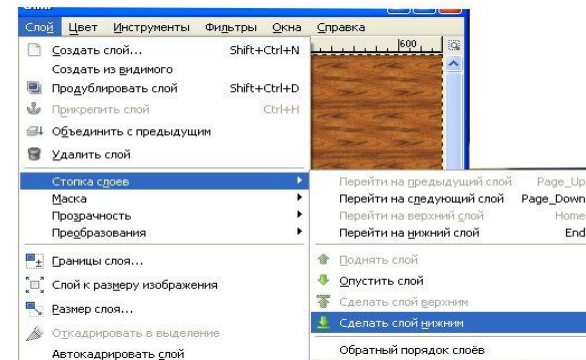 Слой Цвет Инструменты Фильтры Окна Справка
Создать слой... Shift+Ctrl+N
600
Создать из видимого
Продублировать слой Shift+Ctrl+D
Прикрепить слой Ctrl+H
Объединить с предыдущим
Удалить слой
Стопка слоев
Маска
Прозрачность
Преобразования
Границы слоя...
Слой к размеру изображения
Размер слоя...
Откадрировать в выделение
Автокадрировать слой
Перейти на предыдущий слой Page_Up
Перейти на следующий слой Page_Down
Перейти на верхний слой Home
Перейти на нижний слой End
Поднять слой
Опустить слой
Сделать слой верхним
Сделать слой нижним
Обратный порядок слоёв